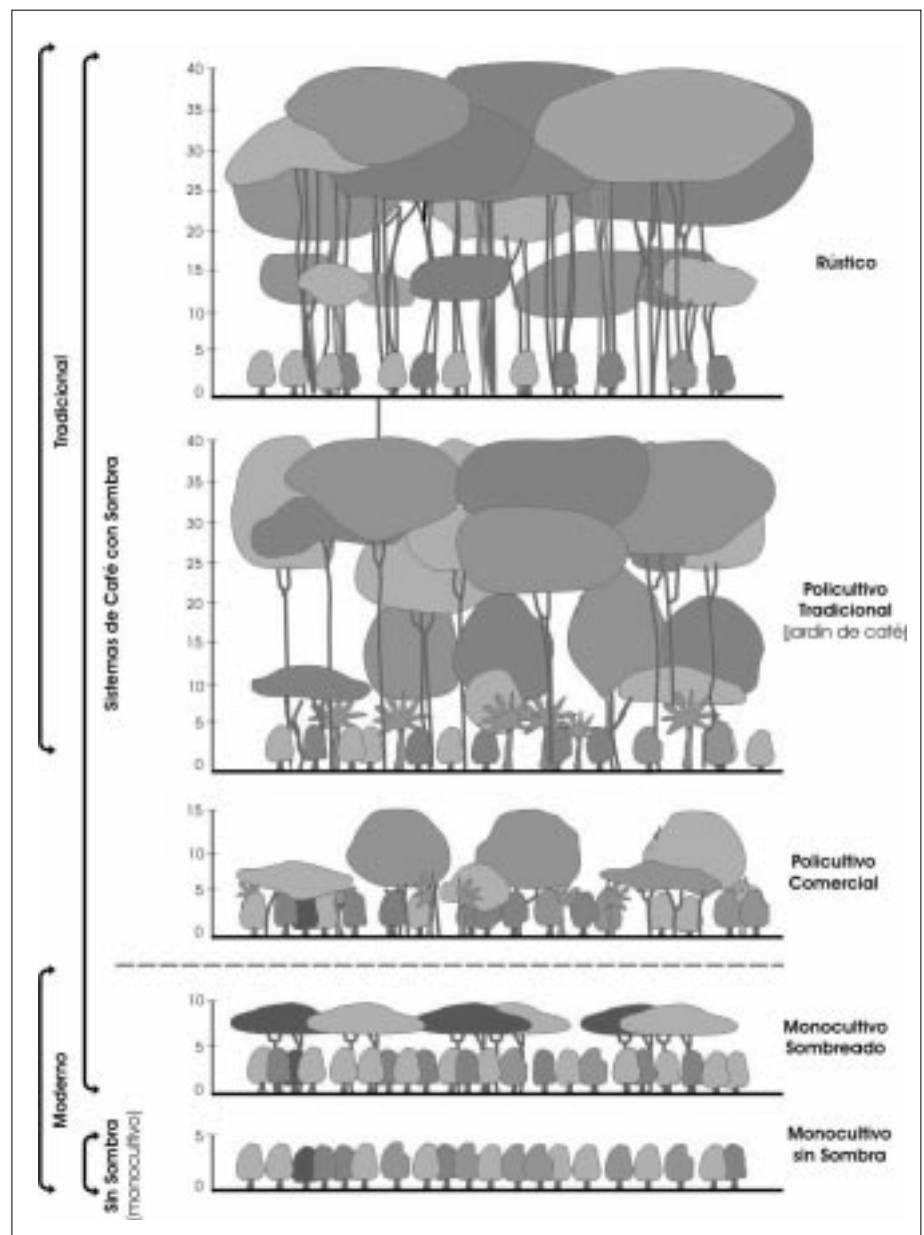 Tradicional
Sistemas de Café con Sombra
40
35
30
25
20
15
10
5
0
Rústico
40
35
30
25
20
15
10
5
0
Policultivo
Tradicional
[jardin de café]
15
10
5
0
Policultivo
Comercial
Moderno
10
5
0
Monocultivo
Sombreado
Sin Sombra
[monocultivo]
5
0
Monocultivo
sin Sombra